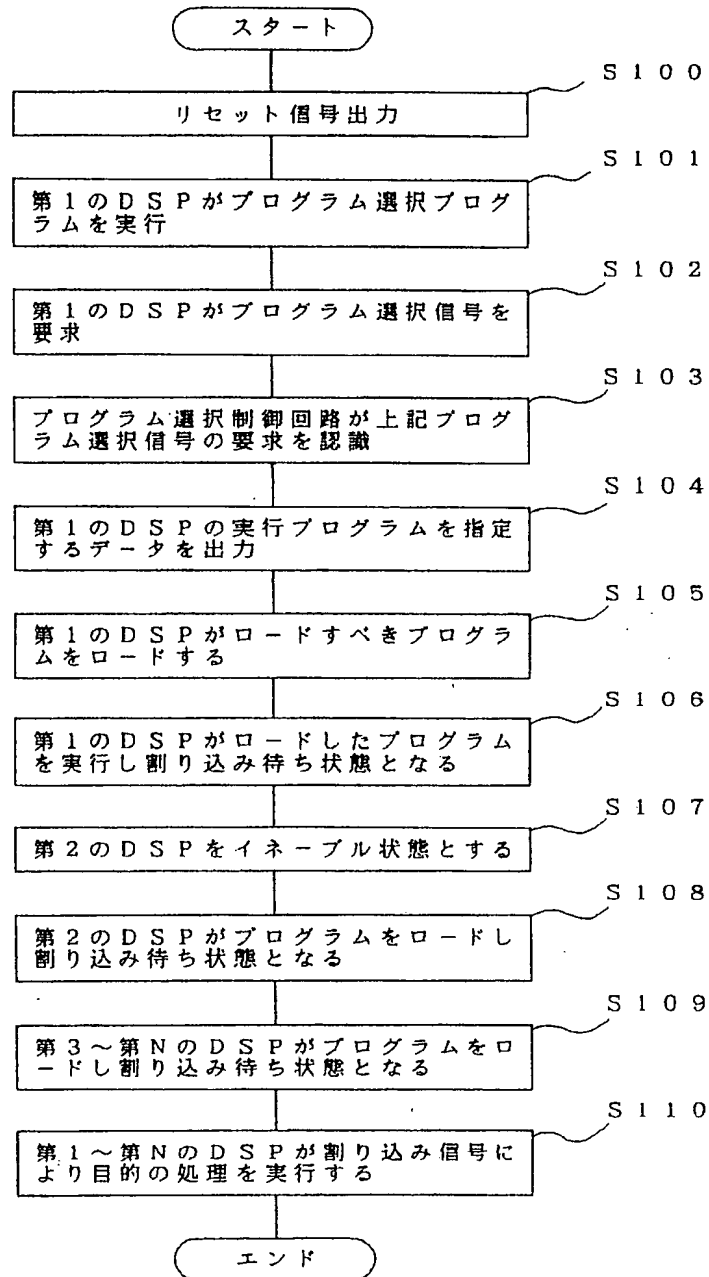 スタート
S100
リセット信号出力
S101
第1のDSPがプログラム選択プログ
ラムを実行
S102
第1のDSPがプログラム選択信号を
要求
S103
プログラム選択制御回路が上記プログ
ラム選択信号の要求を認識
S104
第1のDSPの実行プログラムを指定
するデータを出力
S105
第1のDSPがロードすべきプログラ
ムをロードする
S106
第1のDSPがロードしたプログラム
を実行し割り込み待ち状態となる
S107
第2のDSPをイネーブル状態とする
S108
第2のDSPがプログラムをロードし
割り込み待ち状態となる
S109
第3～第NのDSPがプログラムをロ
ードし割り込み待ち状態となる
S110
第1～第NのDSPが割り込み信号に
より目的の処理を実行する
エンド